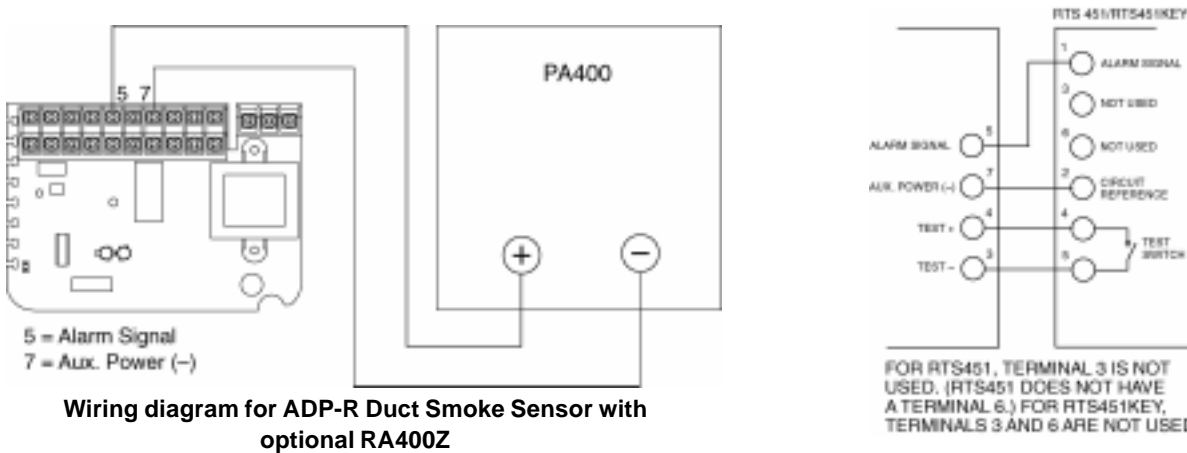 5 7
PA400
+
−
5 = Alarm Signal
7 = Aux. Power (–)
Wiring diagram for ADP-R Duct Smoke Sensor with
optional RA400Z
RTS 451/RTS451KEY
1 ALARM SIGNAL
3 NOT USED
6 NOT USED
ALARM SIGNAL 5
AUX. POWER (–) 7
2 CIRCUIT
REFERENCE
TEST + 4
4
TEST
SWITCH
TEST – 3
5
FOR RTS451, TERMINAL 3 IS NOT
USED. (RTS451 DOES NOT HAVE
A TERMINAL 6.) FOR RTS451KEY,
TERMINALS 3 AND 6 ARE NOT USED